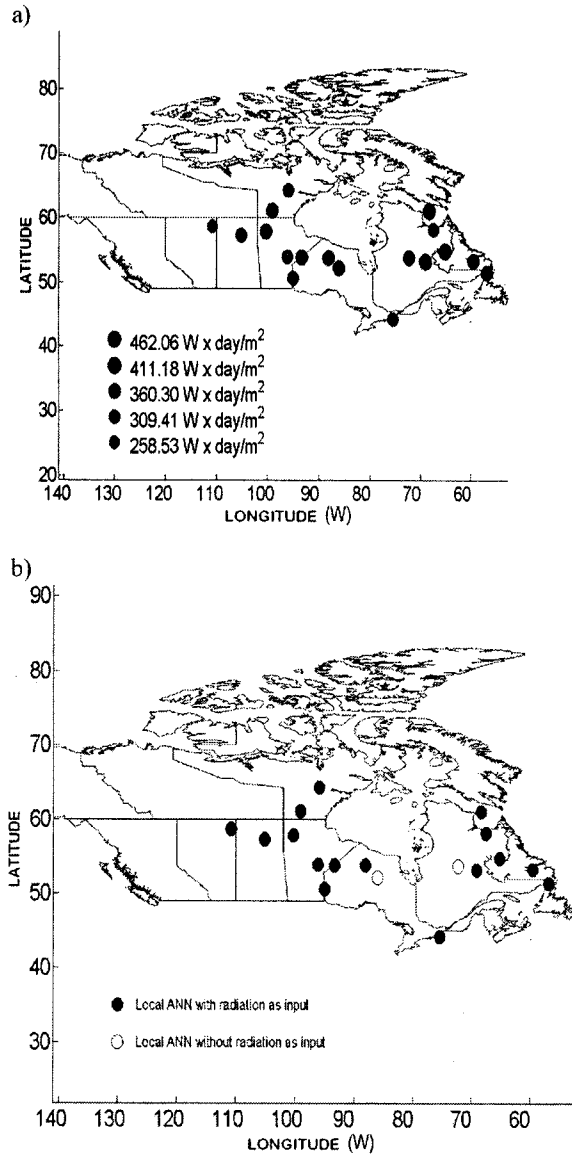 a)
80
70
60
50
40
30
20
LATITUDE
462.06 W x day/m²
411.18 W x day/m²
360.30 W x day/m²
309.41 W x day/m²
258.53 W x day/m²
140 130 120 110 100 90 80 70 60
LONGITUDE (W)
b)
90
80
70
60
50
40
30
LATITUDE
Local ANN with radiation as input
Local ANN without radiation as input
140 130 120 110 100 90 80 70 60
LONGITUDE (W)